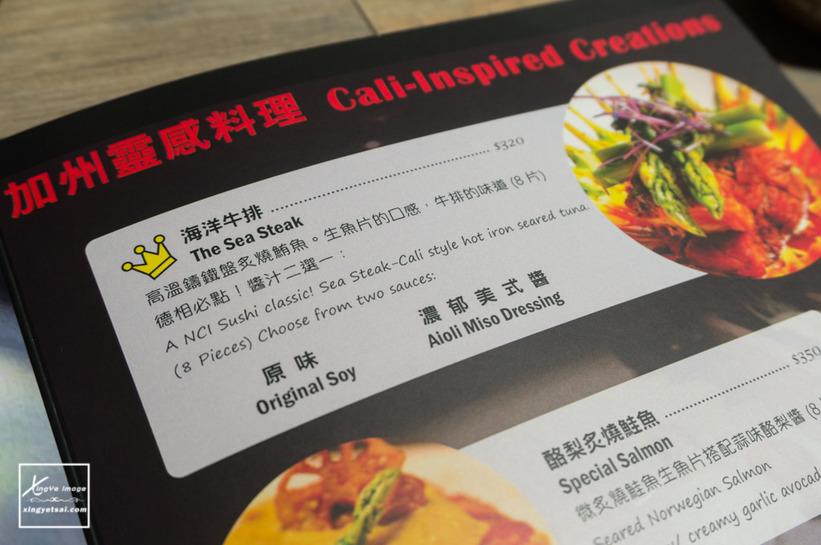 加州靈感料理 Cali-Inspired Creations
海洋牛排 $320
The Sea Steak
高溫鑄鐵盤炙燒鮪魚。生魚片的口感，牛排的味道 (8 片)
德相必點！醬汁二選一：
A NCI Sushi classic! Sea Steak-Cali style hot iron seared tuna.
(8 Pieces) Choose from two sauces:
原味
Original Soy
濃郁美式醬
Aioli Miso Dressing
酪梨炙燒鮭魚 $350
Special Salmon
微炙燒鮭魚生魚片搭配蒜味酪梨醬 (8
Seared Norwegian Salmon
w/ creamy garlic avocad
XingYe Image
xingyetsai.com